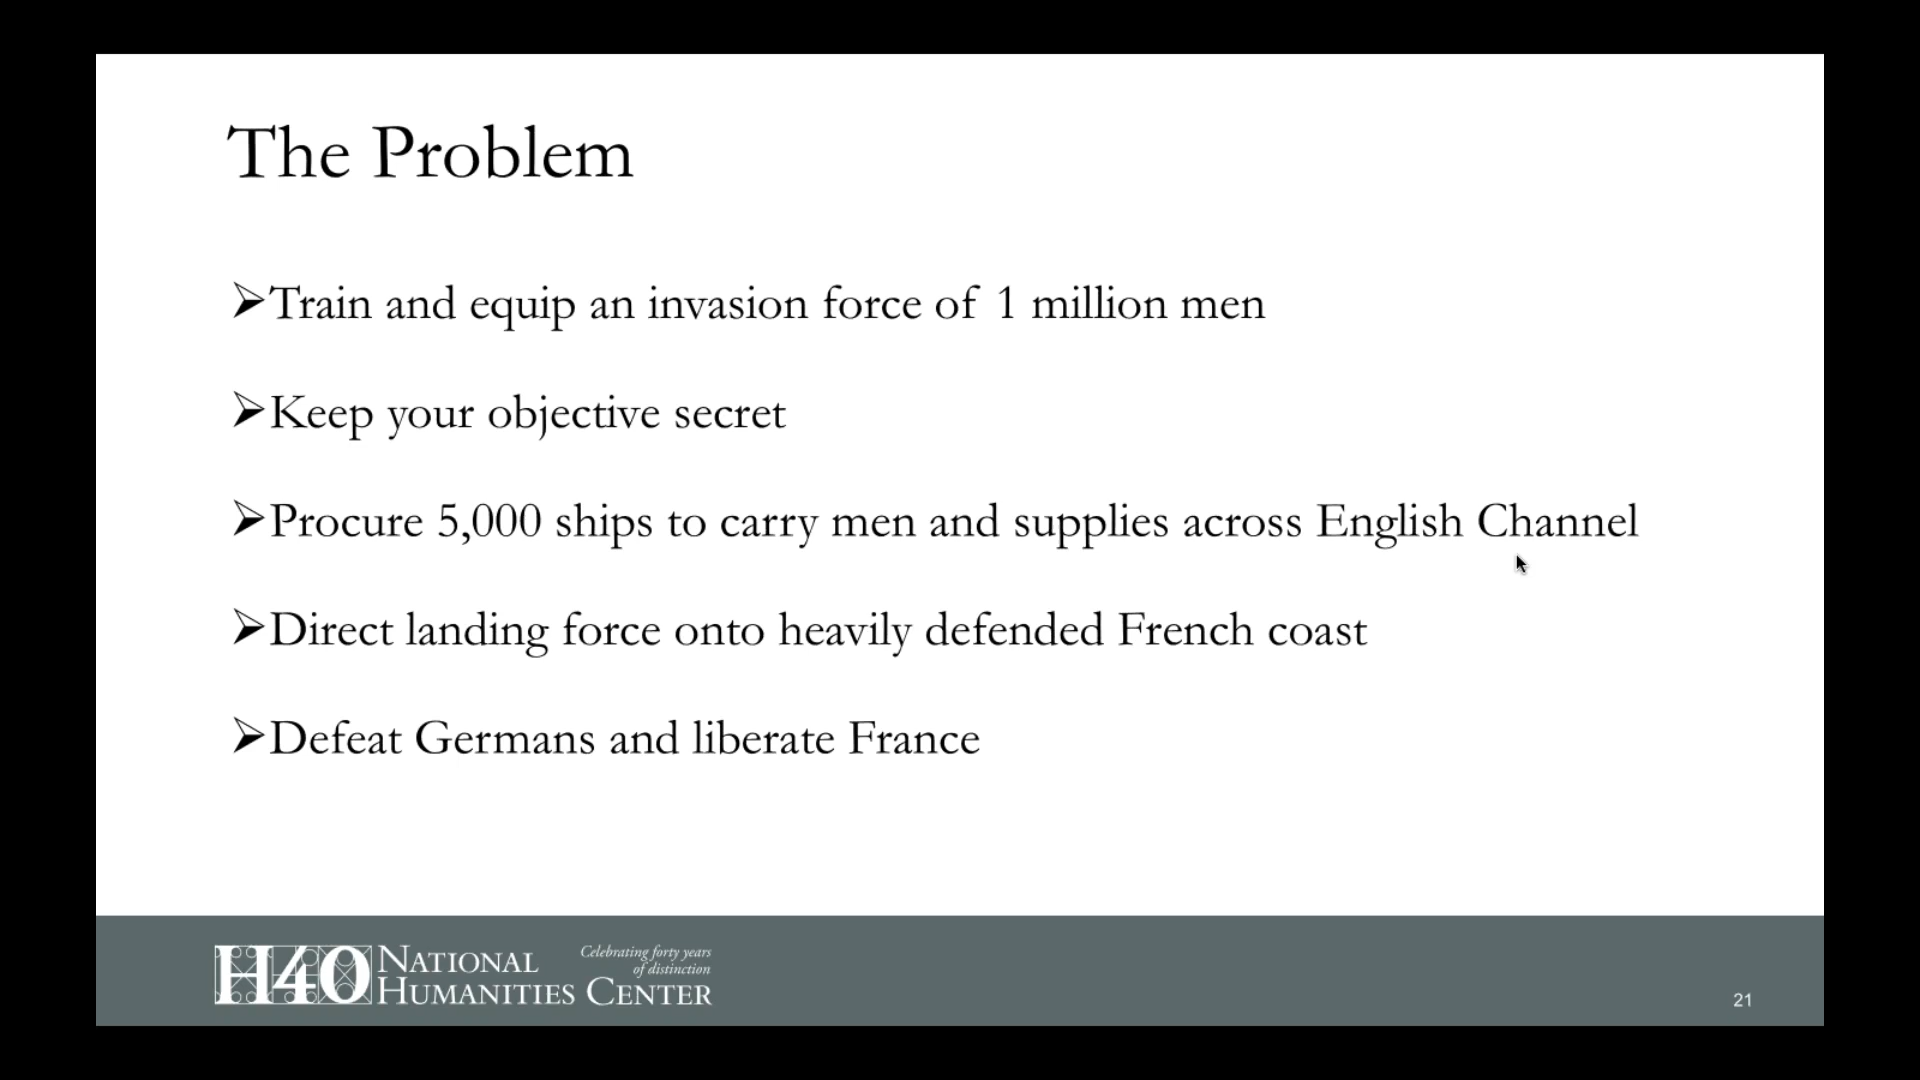 The Problem
➢Train and equip an invasion force of 1 million men
➢Keep your objective secret
➢Procure 5,000 ships to carry men and supplies across English Channel
➢Direct landing force onto heavily defended French coast
➢Defeat Germans and liberate France
H40
NATIONAL
HUMANITIES CENTER
Celebrating forty years
of distinction
21